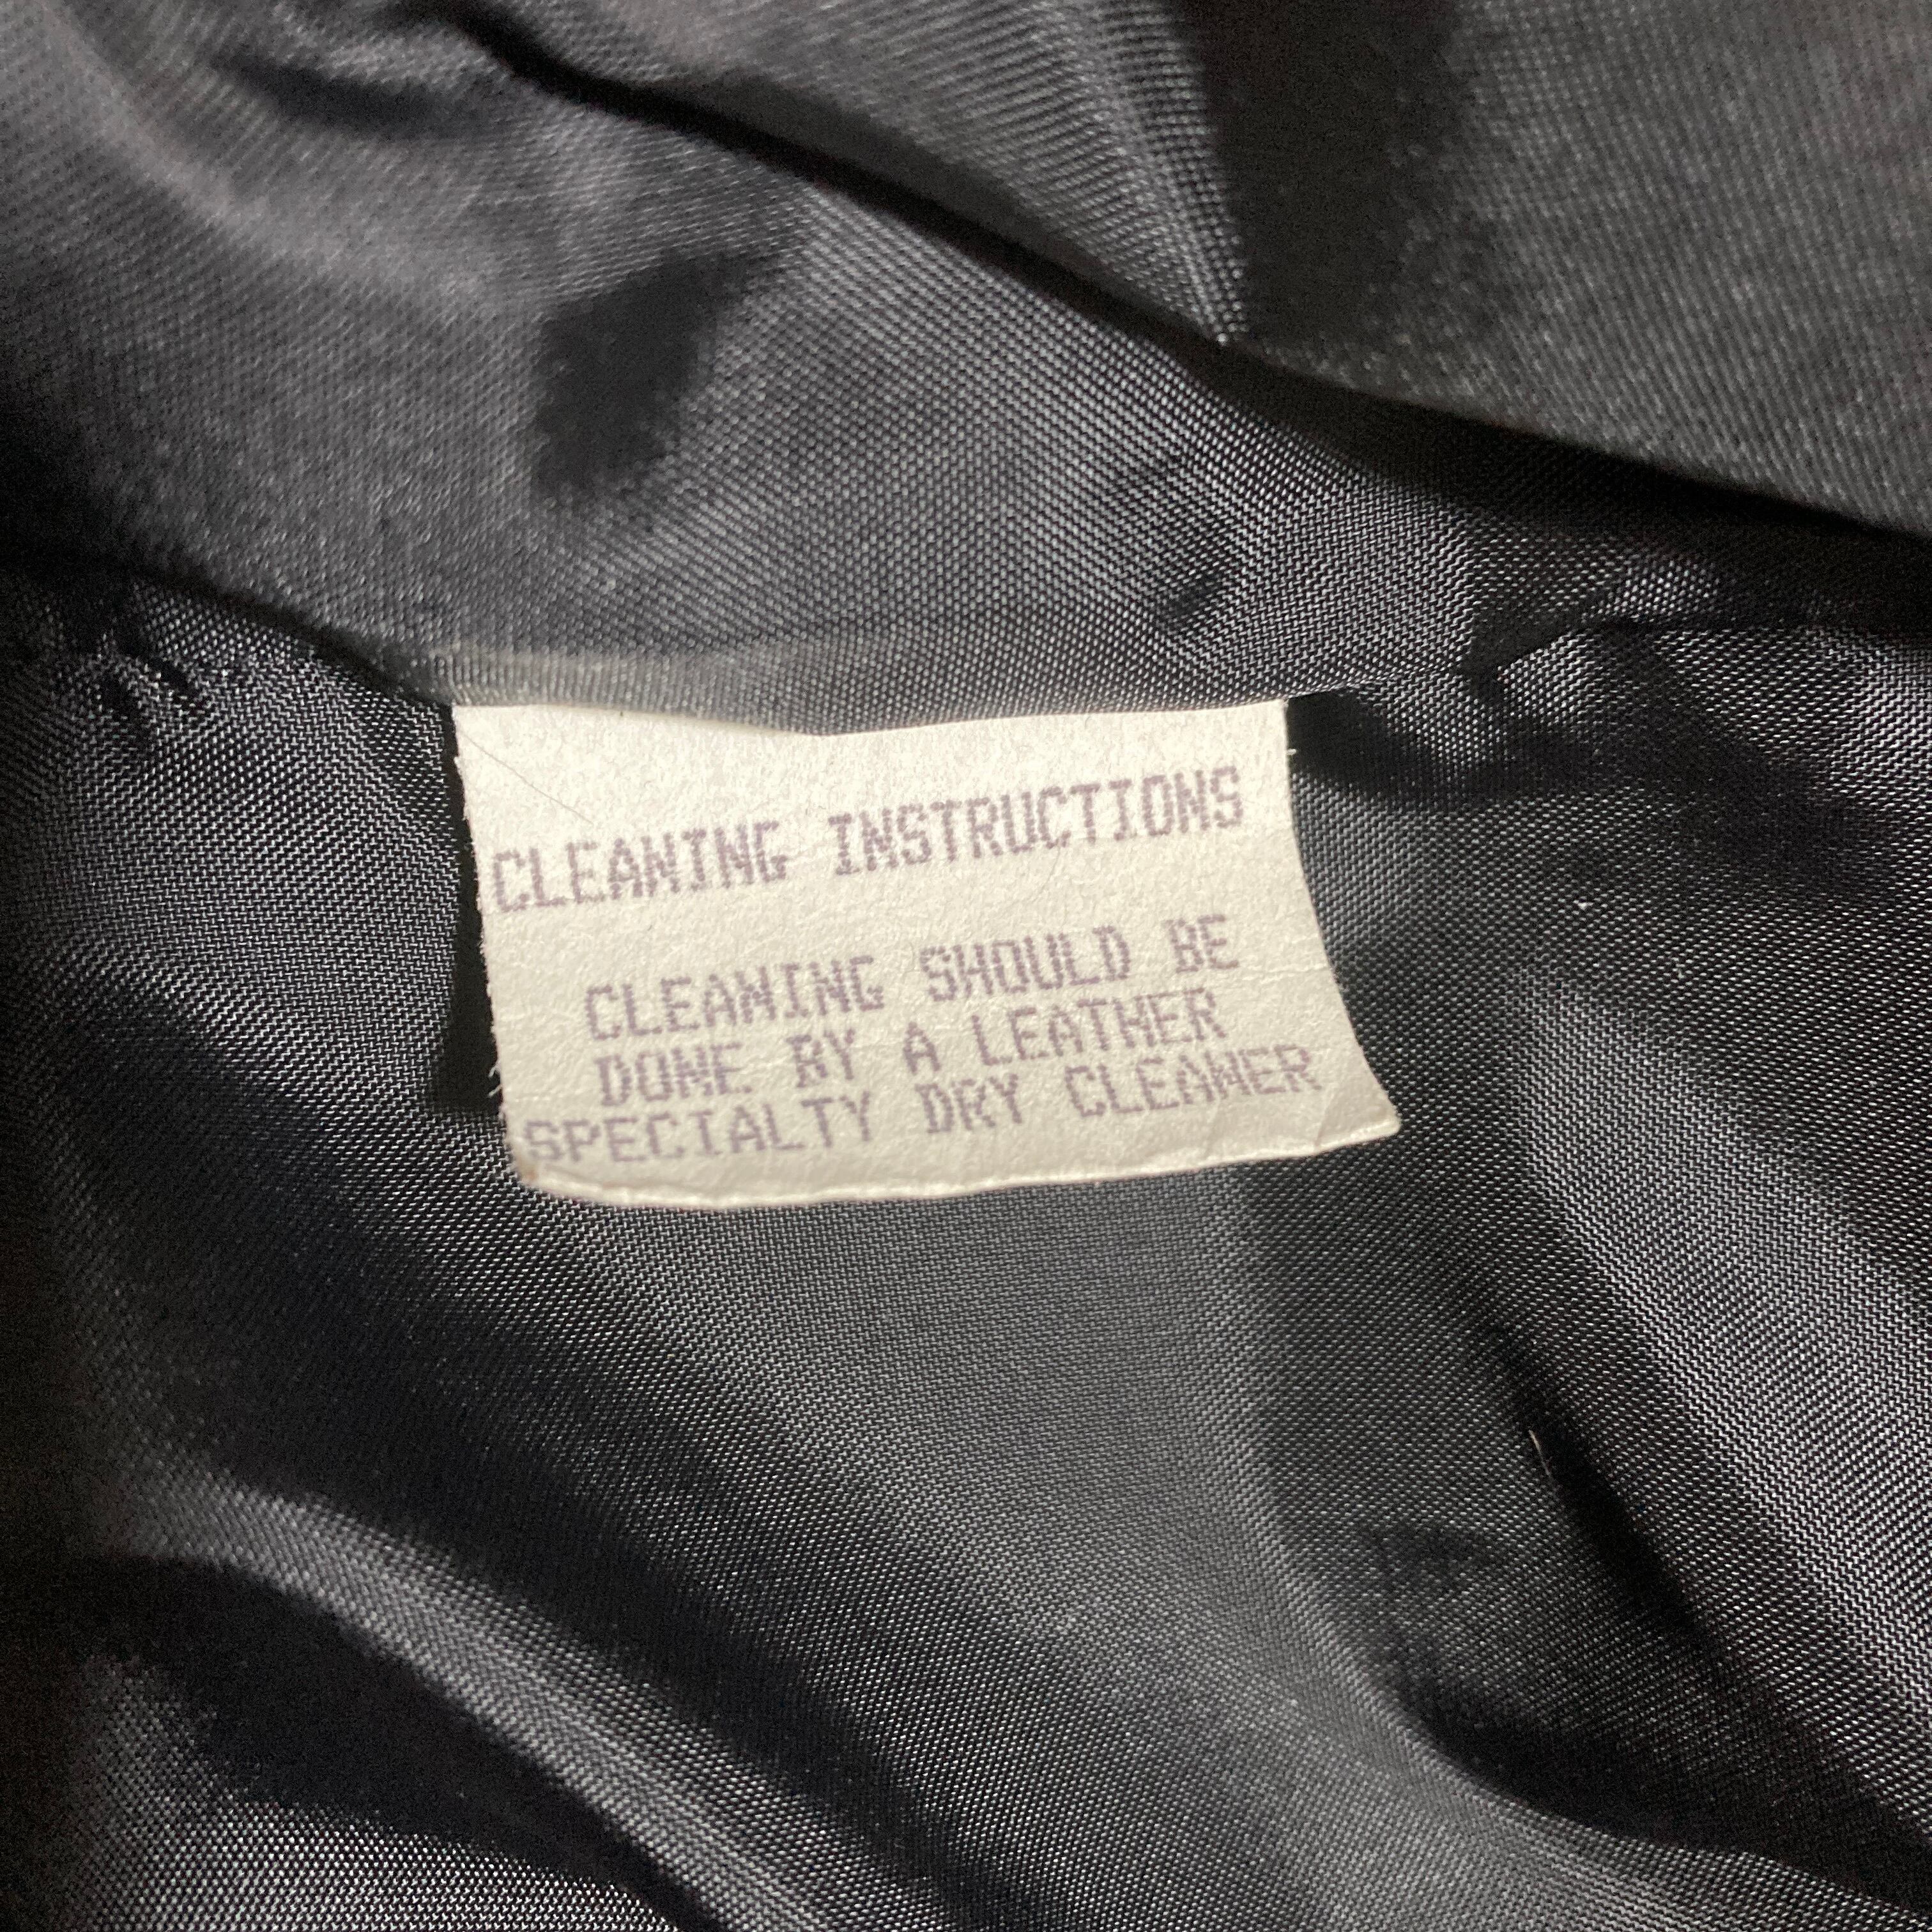 CLEANING INSTRUCTIONS
CLEANING SHOULD BE
DONE BY A LEATHER
SPECIALTY DRY CLEANER